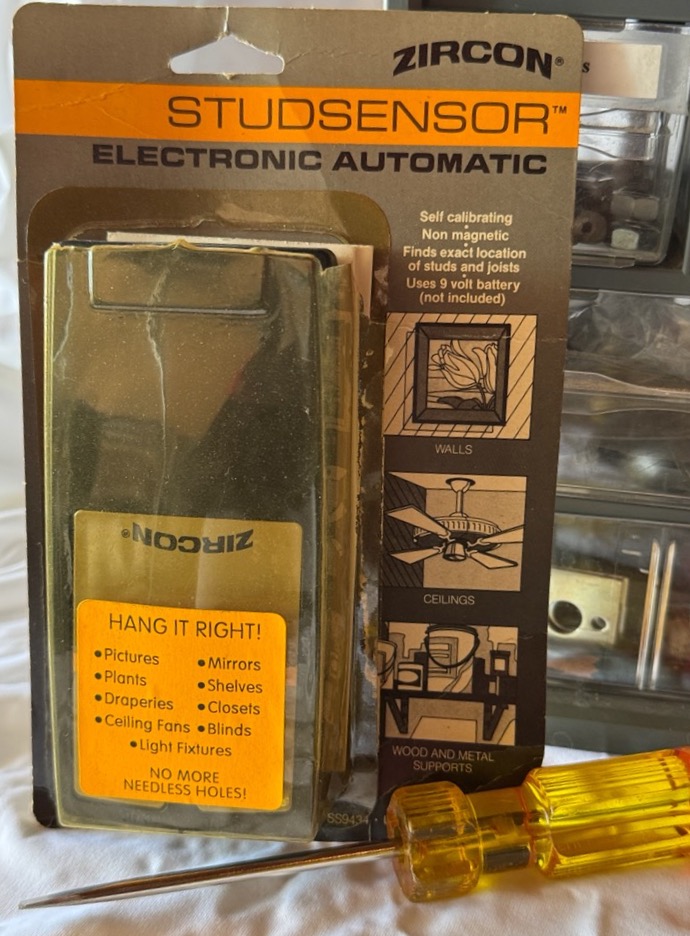 ZIRCON®
STUDSENSOR™
ELECTRONIC AUTOMATIC
Self calibrating
•
Non magnetic
•
Finds exact location
of studs and joists
•
Uses 9 volt battery
(not included)
WALLS
CEILINGS
WOOD AND METAL
SUPPORTS
ZIRCON®
HANG IT RIGHT!
• Pictures • Mirrors
• Plants • Shelves
• Draperies • Closets
• Ceiling Fans • Blinds
• Light Fixtures
NO MORE
NEEDLESS HOLES!